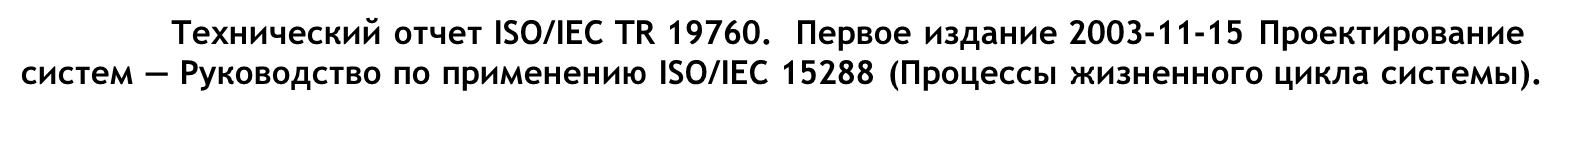 Технический отчет ISO/IEC TR 19760. Первое издание 2003-11-15 Проектирование
систем — Руководство по применению ISO/IEC 15288 (Процессы жизненного цикла системы).